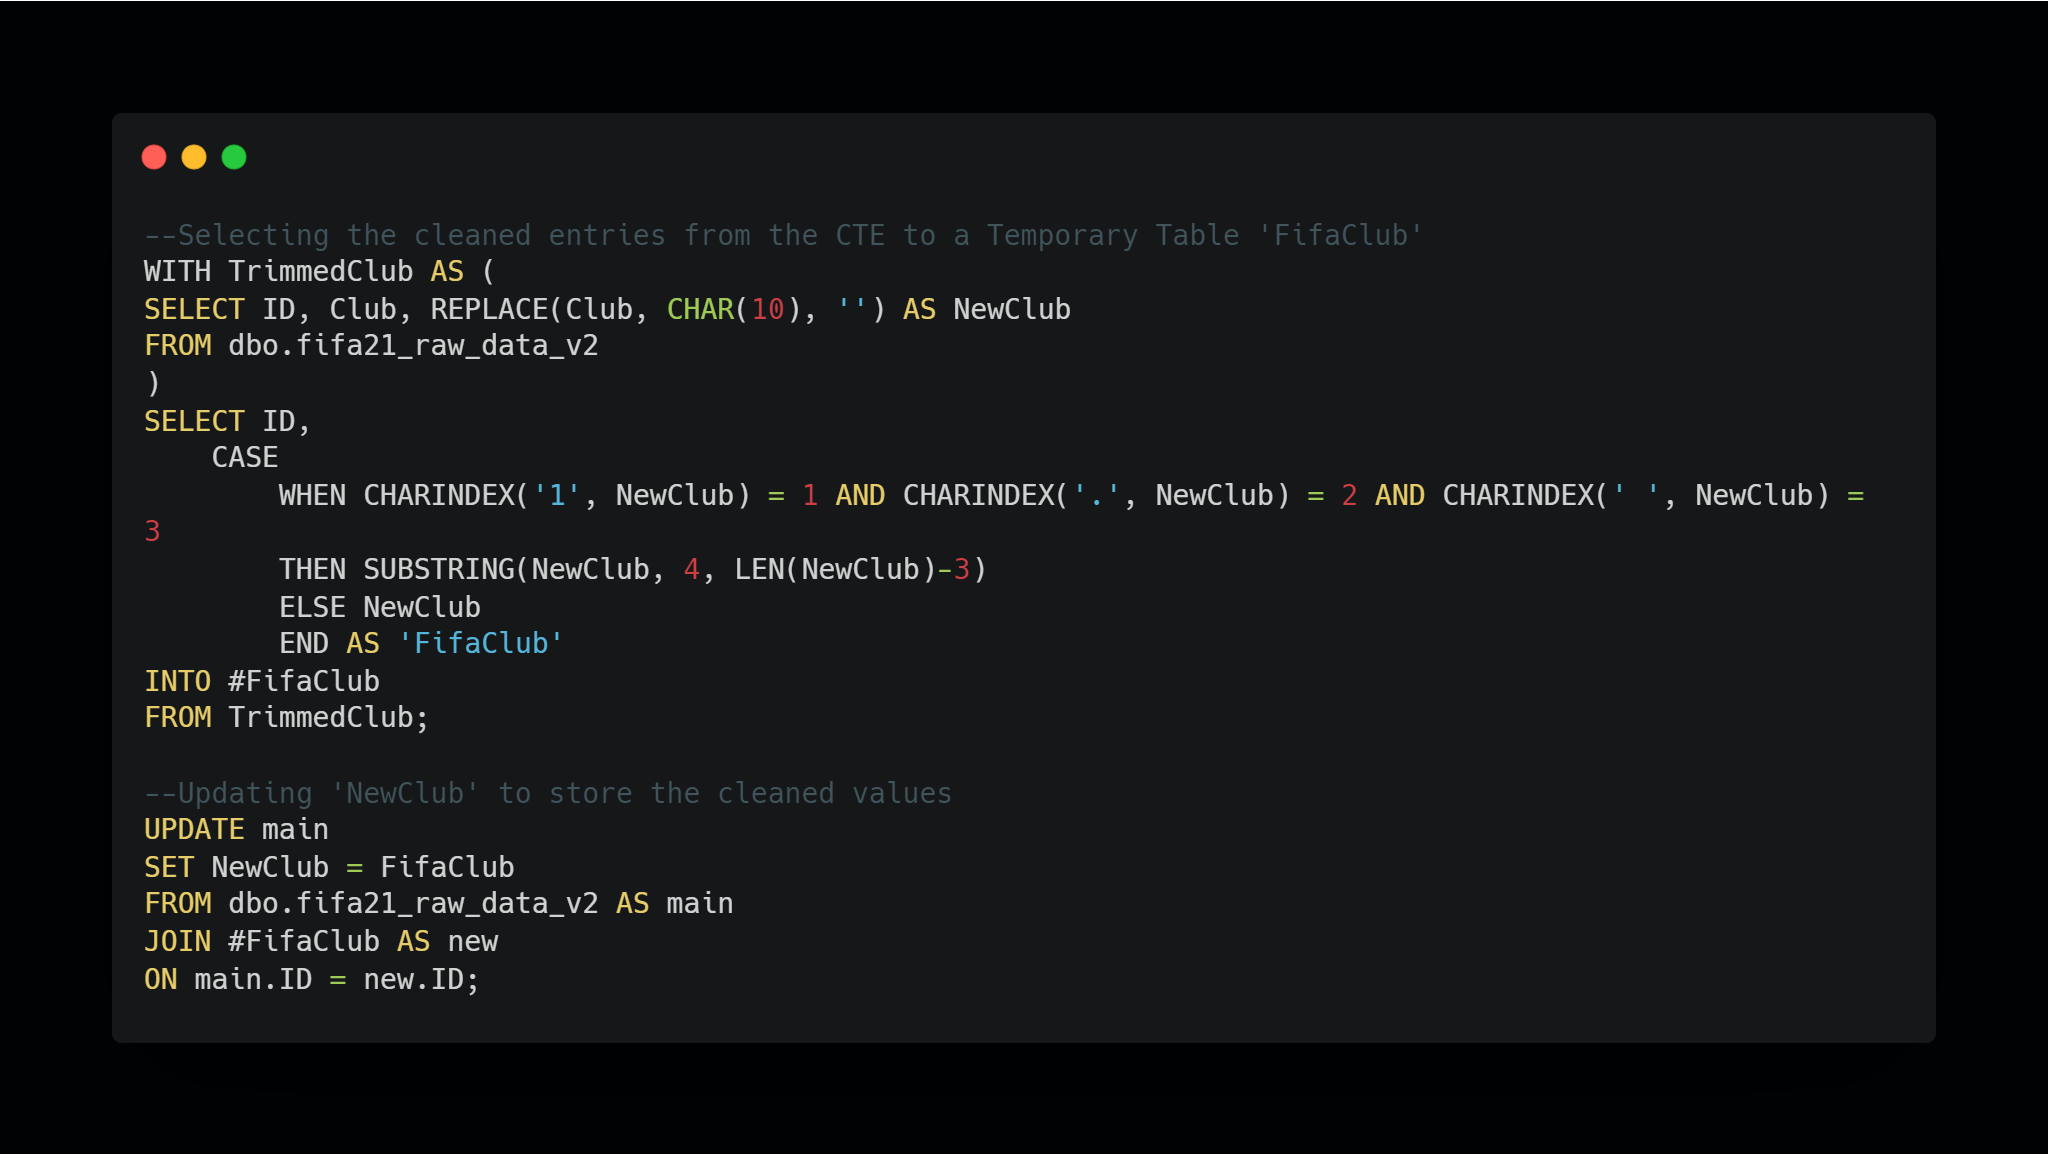 --Selecting the cleaned entries from the CTE to a Temporary Table 'FifaClub'
WITH TrimmedClub AS (
SELECT ID, Club, REPLACE(Club, CHAR(10), '') AS NewClub
FROM dbo.fifa21_raw_data_v2
)
SELECT ID,
    CASE
        WHEN CHARINDEX('1', NewClub) = 1 AND CHARINDEX('.', NewClub) = 2 AND CHARINDEX(' ', NewClub) =
3
        THEN SUBSTRING(NewClub, 4, LEN(NewClub)-3)
        ELSE NewClub
        END AS 'FifaClub'
INTO #FifaClub
FROM TrimmedClub;

--Updating 'NewClub' to store the cleaned values
UPDATE main
SET NewClub = FifaClub
FROM dbo.fifa21_raw_data_v2 AS main
JOIN #FifaClub AS new
ON main.ID = new.ID;